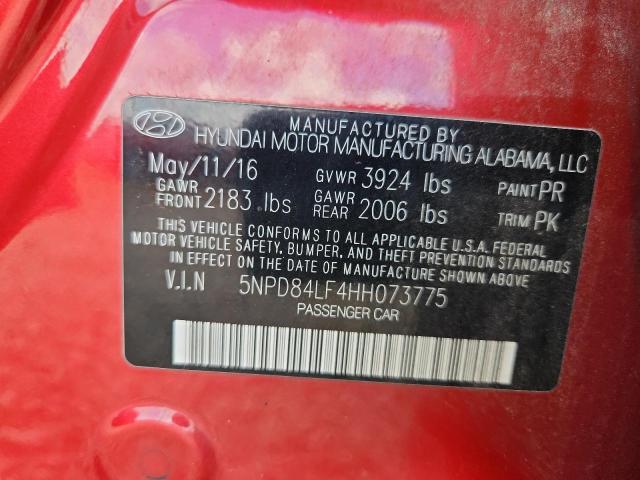 MANUFACTURED BY
HYUNDAI MOTOR MANUFACTURING ALABAMA, LLC
May/11/16 GVWR 3924 lbs PAINT PR
GAWR FRONT 2183 lbs GAWR REAR 2006 lbs TRIM PK
THIS VEHICLE CONFORMS TO ALL APPLICABLE U.S.A. FEDERAL
MOTOR VEHICLE SAFETY, BUMPER, AND THEFT PREVENTION STANDARDS
IN EFFECT ON THE DATE OF MANUFACTURE SHOWN ABOVE
V.I.N 5NPD84LF4HH073775
PASSENGER CAR